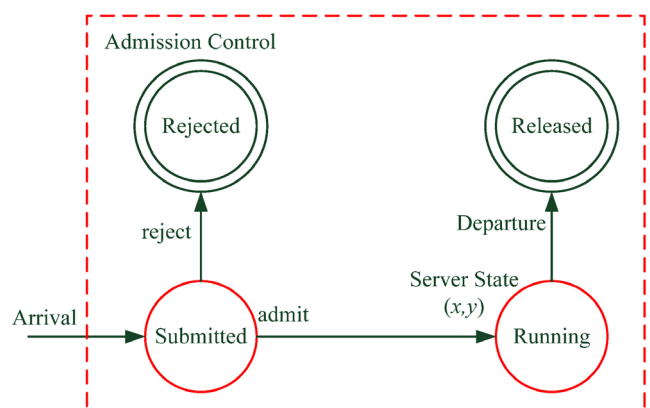 Admission Control
Rejected
Released
reject
Departure
Server State
(x,y)
Arrival
Submitted
admit
Running